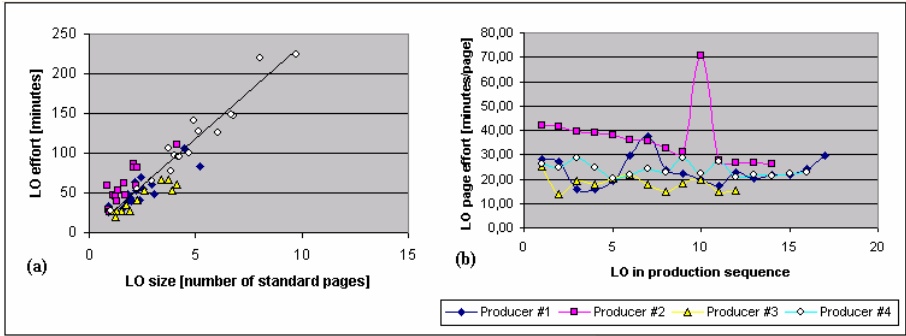 250
200
150
100
50
0
LO effort [minutes]
0 5 10 15
LO size [number of standard pages]
(a)
80,00
70,00
60,00
50,00
40,00
30,00
20,00
10,00
0,00
LO page effort [minutes/page]
0 5 10 15 20
LO in production sequence
(b)
Producer #1 Producer #2 Producer #3 Producer #4